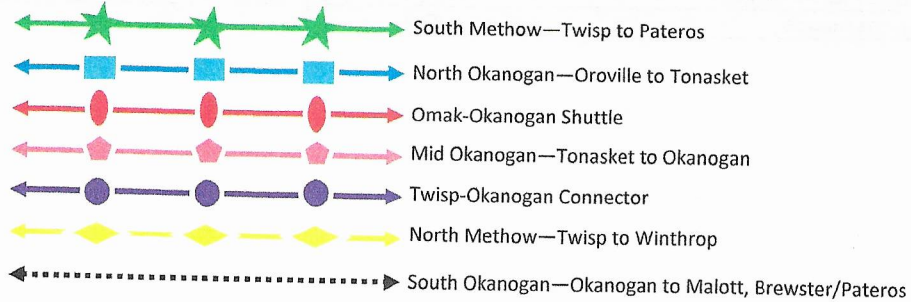 South Methow—Twisp to Pateros
North Okanogan—Oroville to Tonasket
Omak-Okanogan Shuttle
Mid Okanogan—Tonasket to Okanogan
Twisp-Okanogan Connector
North Methow—Twisp to Winthrop
South Okanogan—Okanogan to Malott, Brewster/Pateros